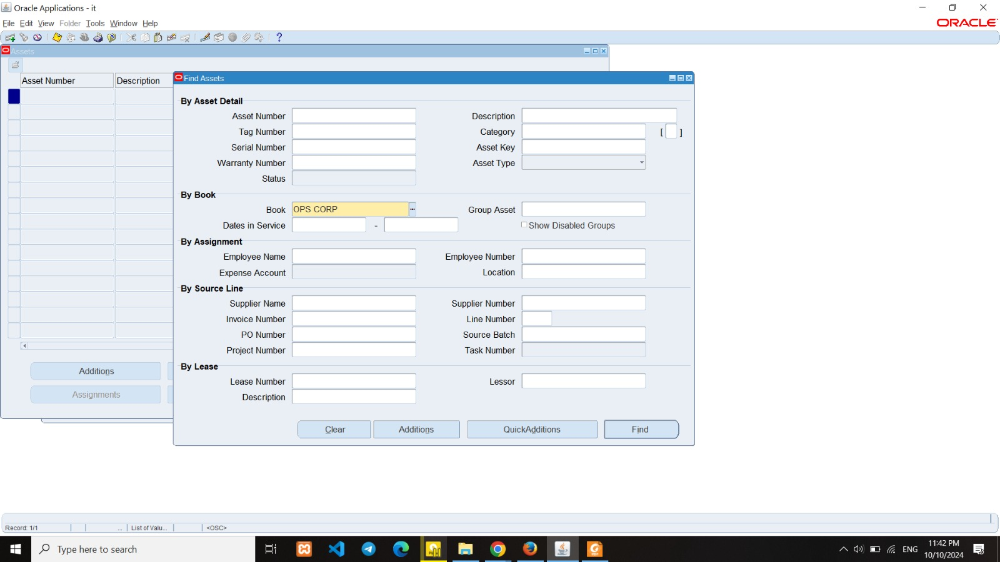 Oracle Applications - it
File Edit View Folder Tools Window Help
ORACLE
Assets
Asset Number Description
Find Assets
By Asset Detail
Asset Number Description
Tag Number Category [ ]
Serial Number Asset Key
Warranty Number Asset Type
Status
By Book
Book OPS CORP ... Group Asset
Dates in Service - Show Disabled Groups
By Assignment
Employee Name Employee Number
Expense Account Location
By Source Line
Supplier Name Supplier Number
Invoice Number Line Number
PO Number Source Batch
Project Number Task Number
By Lease
Lease Number Lessor
Description
Additions
Assignments
Clear Additions QuickAdditions Find
Record: 1/1 ... List of Valu... <OSC>
Type here to search
ENG
11:42 PM
10/10/2024